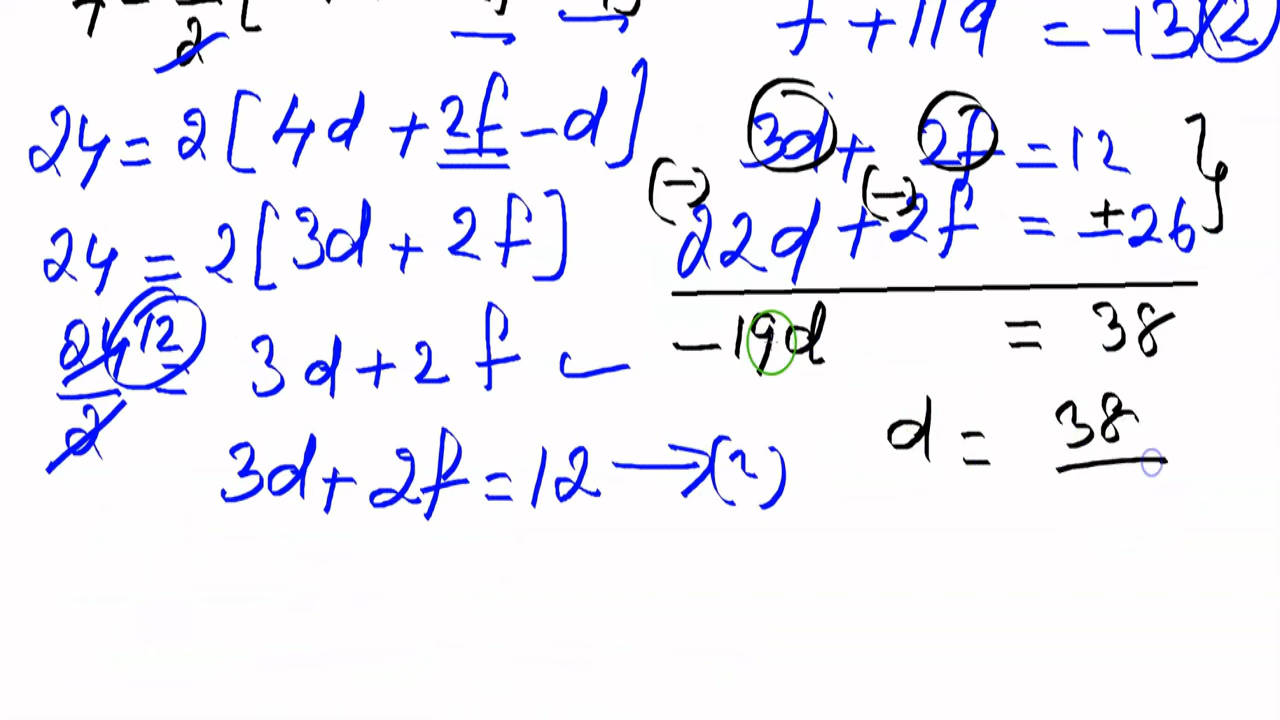 24 = 2[4d + 2f - d]
24 = 2[3d + 2f]
24/2 12 = 3d + 2f
3d + 2f = 12 → (2)
f + 11d = -13 (2)
3d + 2f = 12 }
(-) 22d + (-) 2f = ± 26
-19d = 38
d = 38